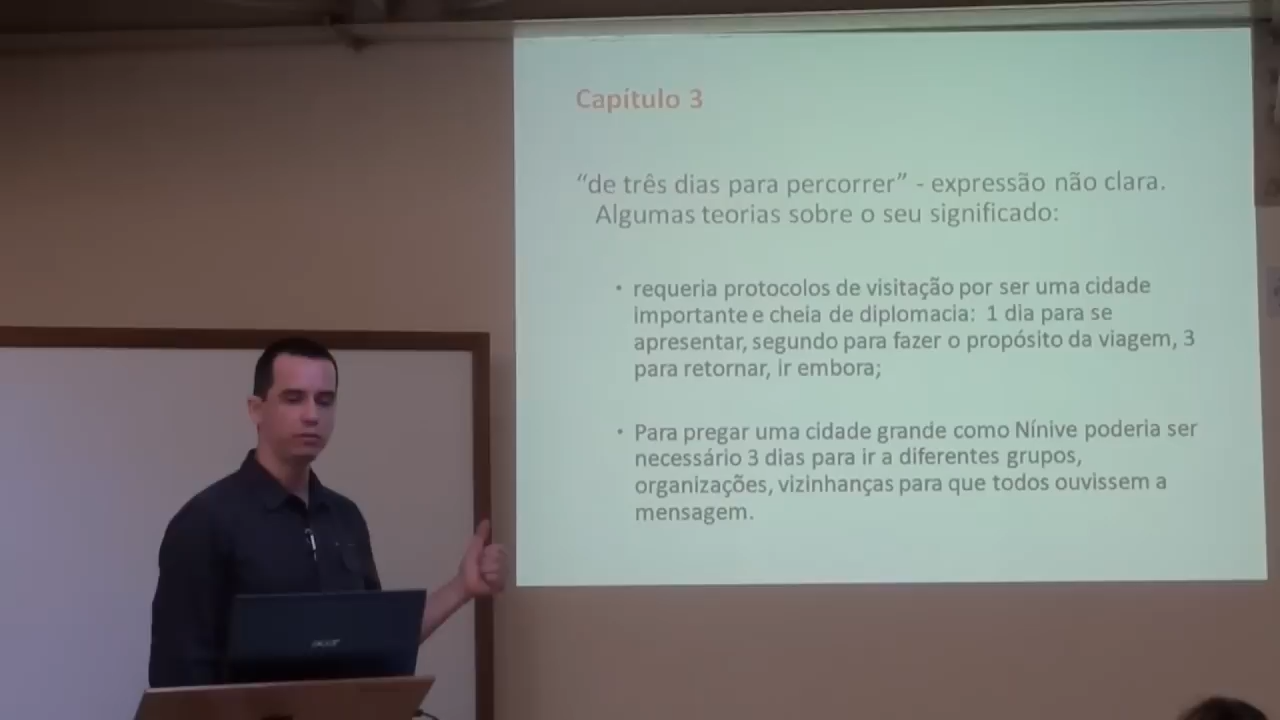 Capítulo 3
“de três dias para percorrer” - expressão não clara.
Algumas teorias sobre o seu significado:
• requeria protocolos de visitação por ser uma cidade
importante e cheia de diplomacia: 1 dia para se
apresentar, segundo para fazer o propósito da viagem, 3
para retornar, ir embora;
• Para pregar uma cidade grande como Nínive poderia ser
necessário 3 dias para ir a diferentes grupos,
organizações, vizinhanças para que todos ouvissem a
mensagem.
acer